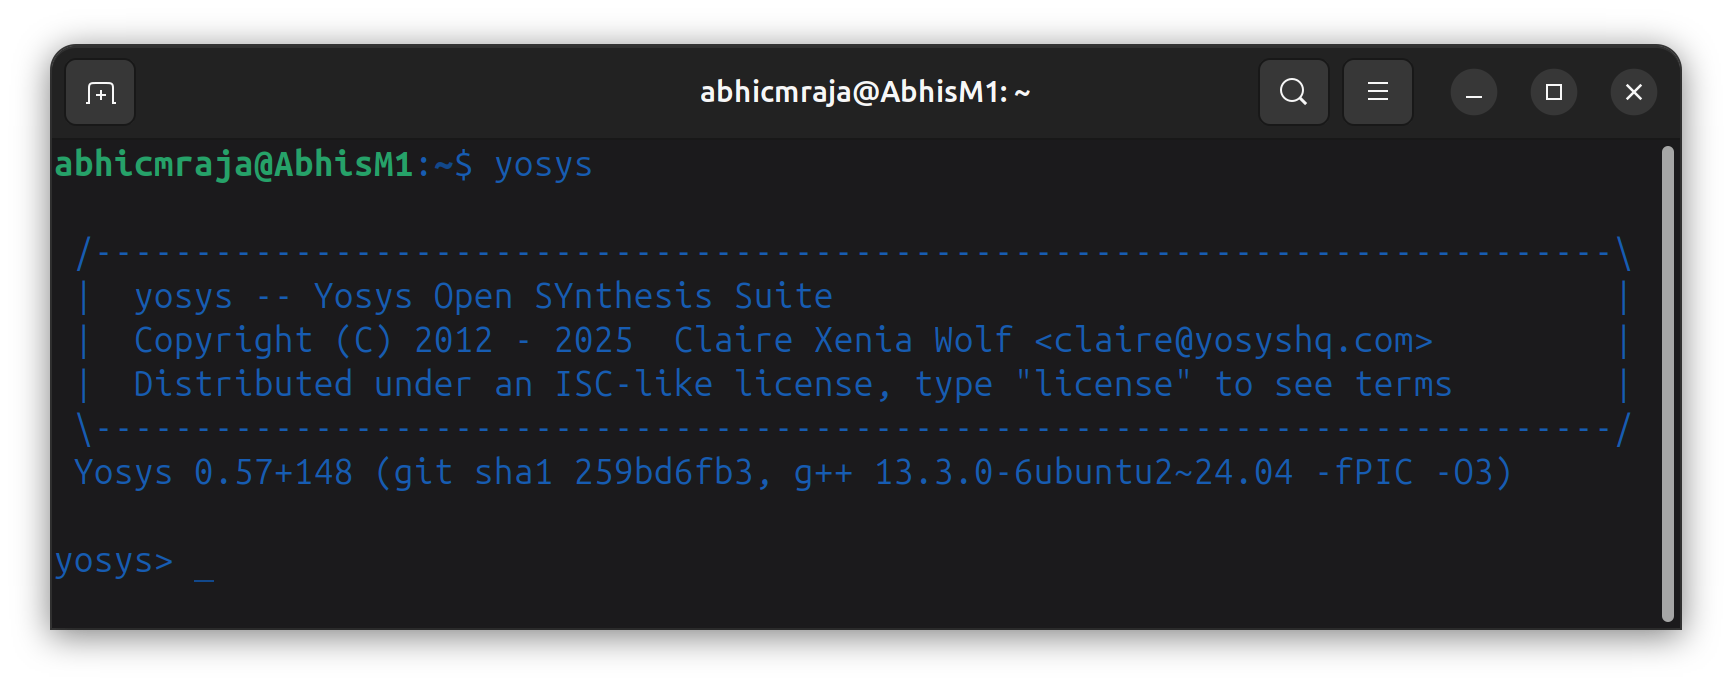 abhicmraja@AbhisM1: ~
abhicmraja@AbhisM1:~$ yosys
/----------------------------------------------------------------------------\
|  yosys -- Yosys Open SYnthesis Suite                                       |
|  Copyright (C) 2012 - 2025  Claire Xenia Wolf <claire@yosyshq.com>         |
|  Distributed under an ISC-like license, type "license" to see terms        |
\----------------------------------------------------------------------------/
Yosys 0.57+148 (git sha1 259bd6fb3, g++ 13.3.0-6ubuntu2~24.04 -fPIC -O3)
yosys> _